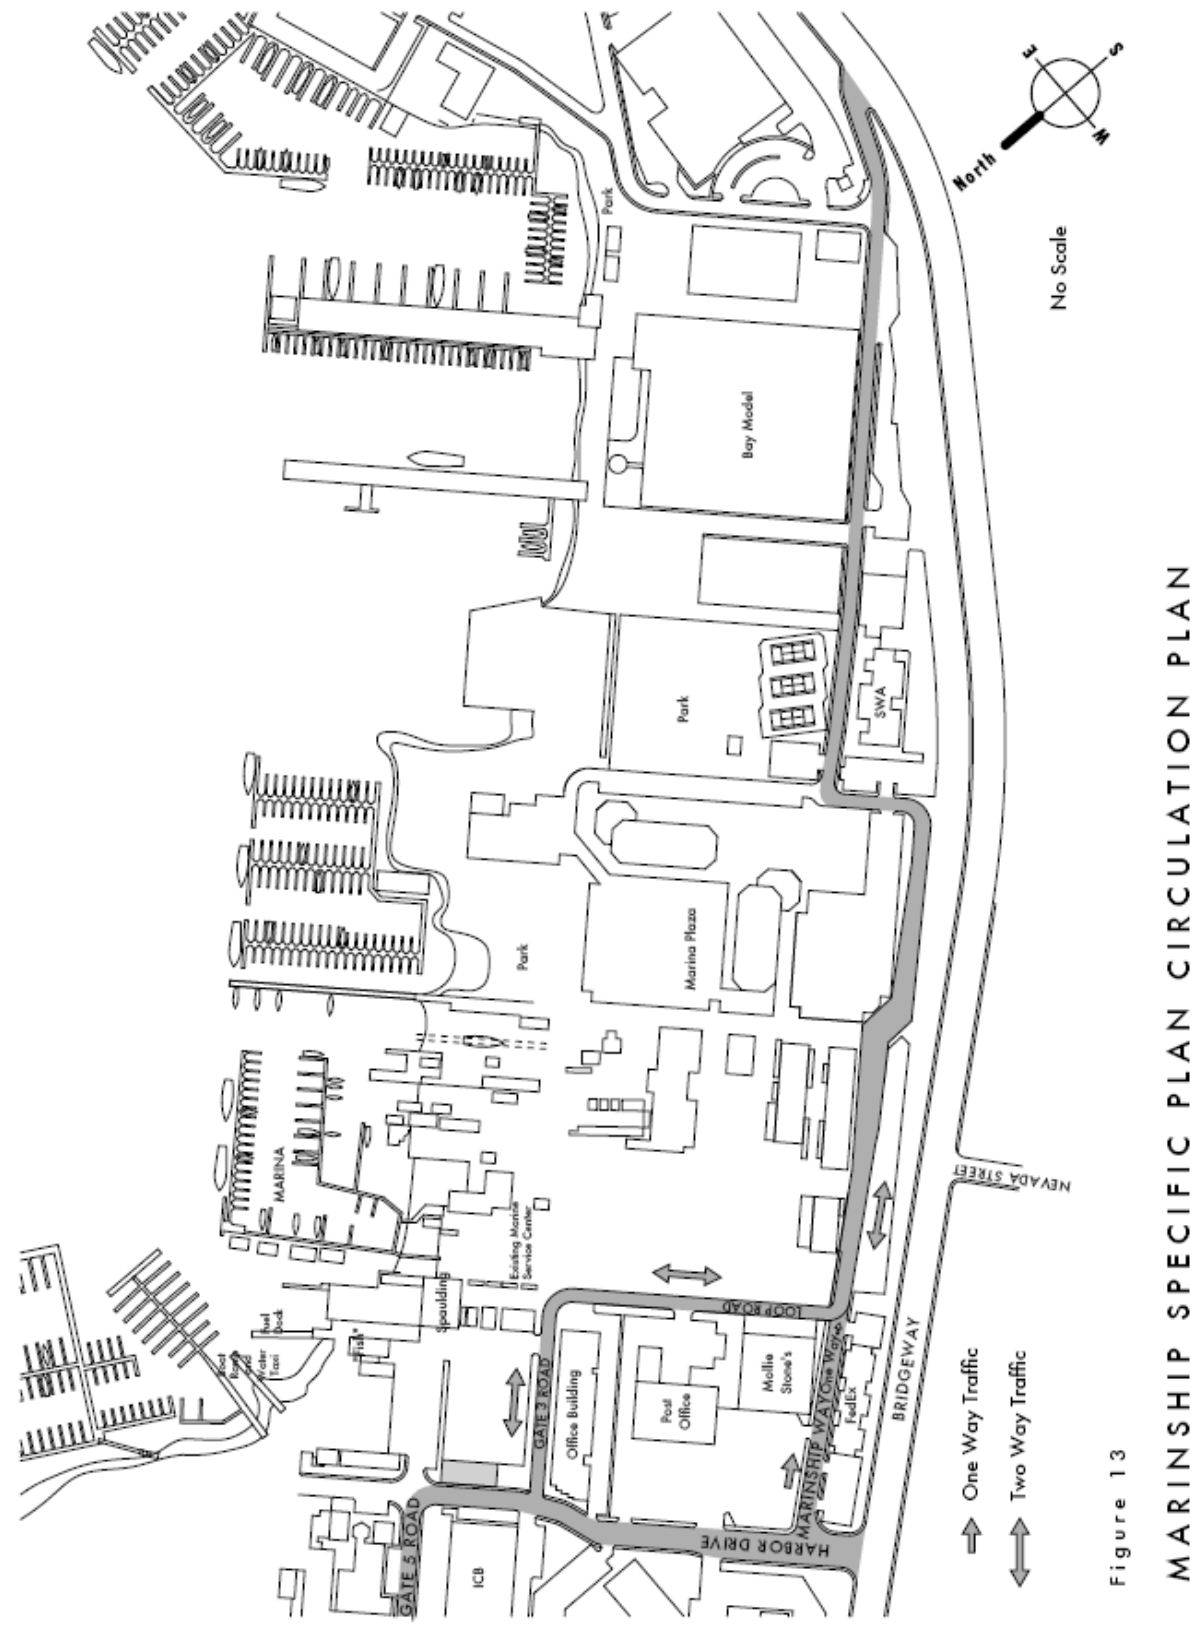 E
S
W
North
No Scale
Park
Bay Model
Park
SWA
Park
Marina Plaza
MARINA
NEVADA STREET
Existing Marine
Service Center
Spaulding
Fuel
Dock
"Fish"
Boat
Ramp
and
Water
Taxi
LOOP ROAD
GATE 3 ROAD
Office Building
Post
Office
Mollie
Stone's
MARINSHIP WAY(One Way)
FedEx
BRIDGEWAY
HARBOR DRIVE
GATE 5 ROAD
ICB
One Way Traffic
Two Way Traffic
Figure 13
MARINSHIP SPECIFIC PLAN CIRCULATION PLAN